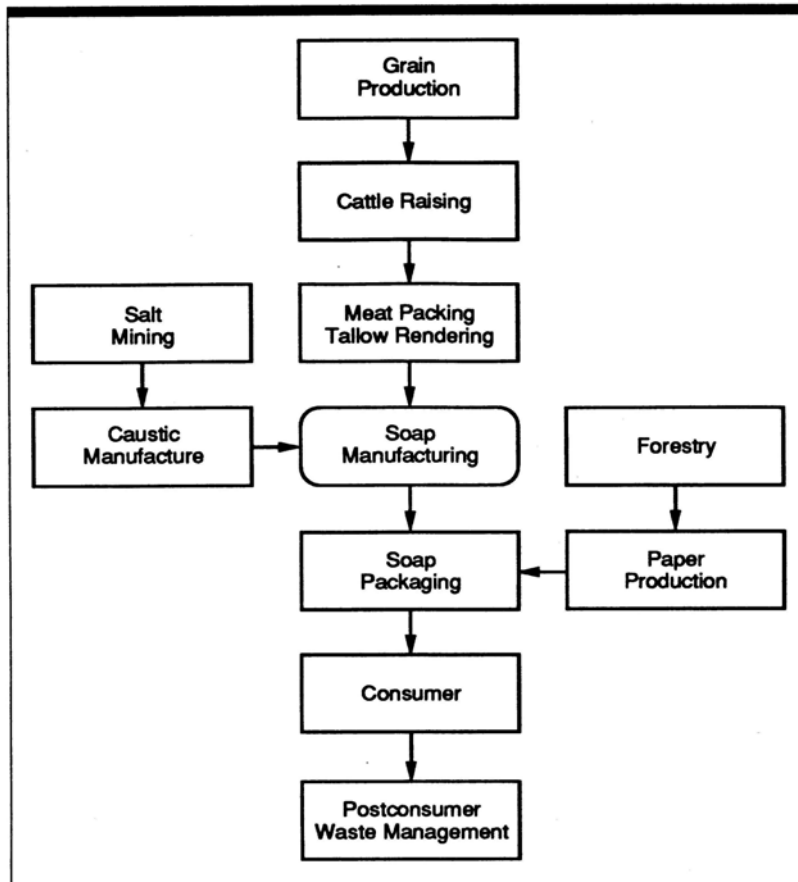 Grain
Production
Cattle Raising
Salt
Mining
Meat Packing
Tallow Rendering
Caustic
Manufacture
Soap
Manufacturing
Forestry
Soap
Packaging
Paper
Production
Consumer
Postconsumer
Waste Management